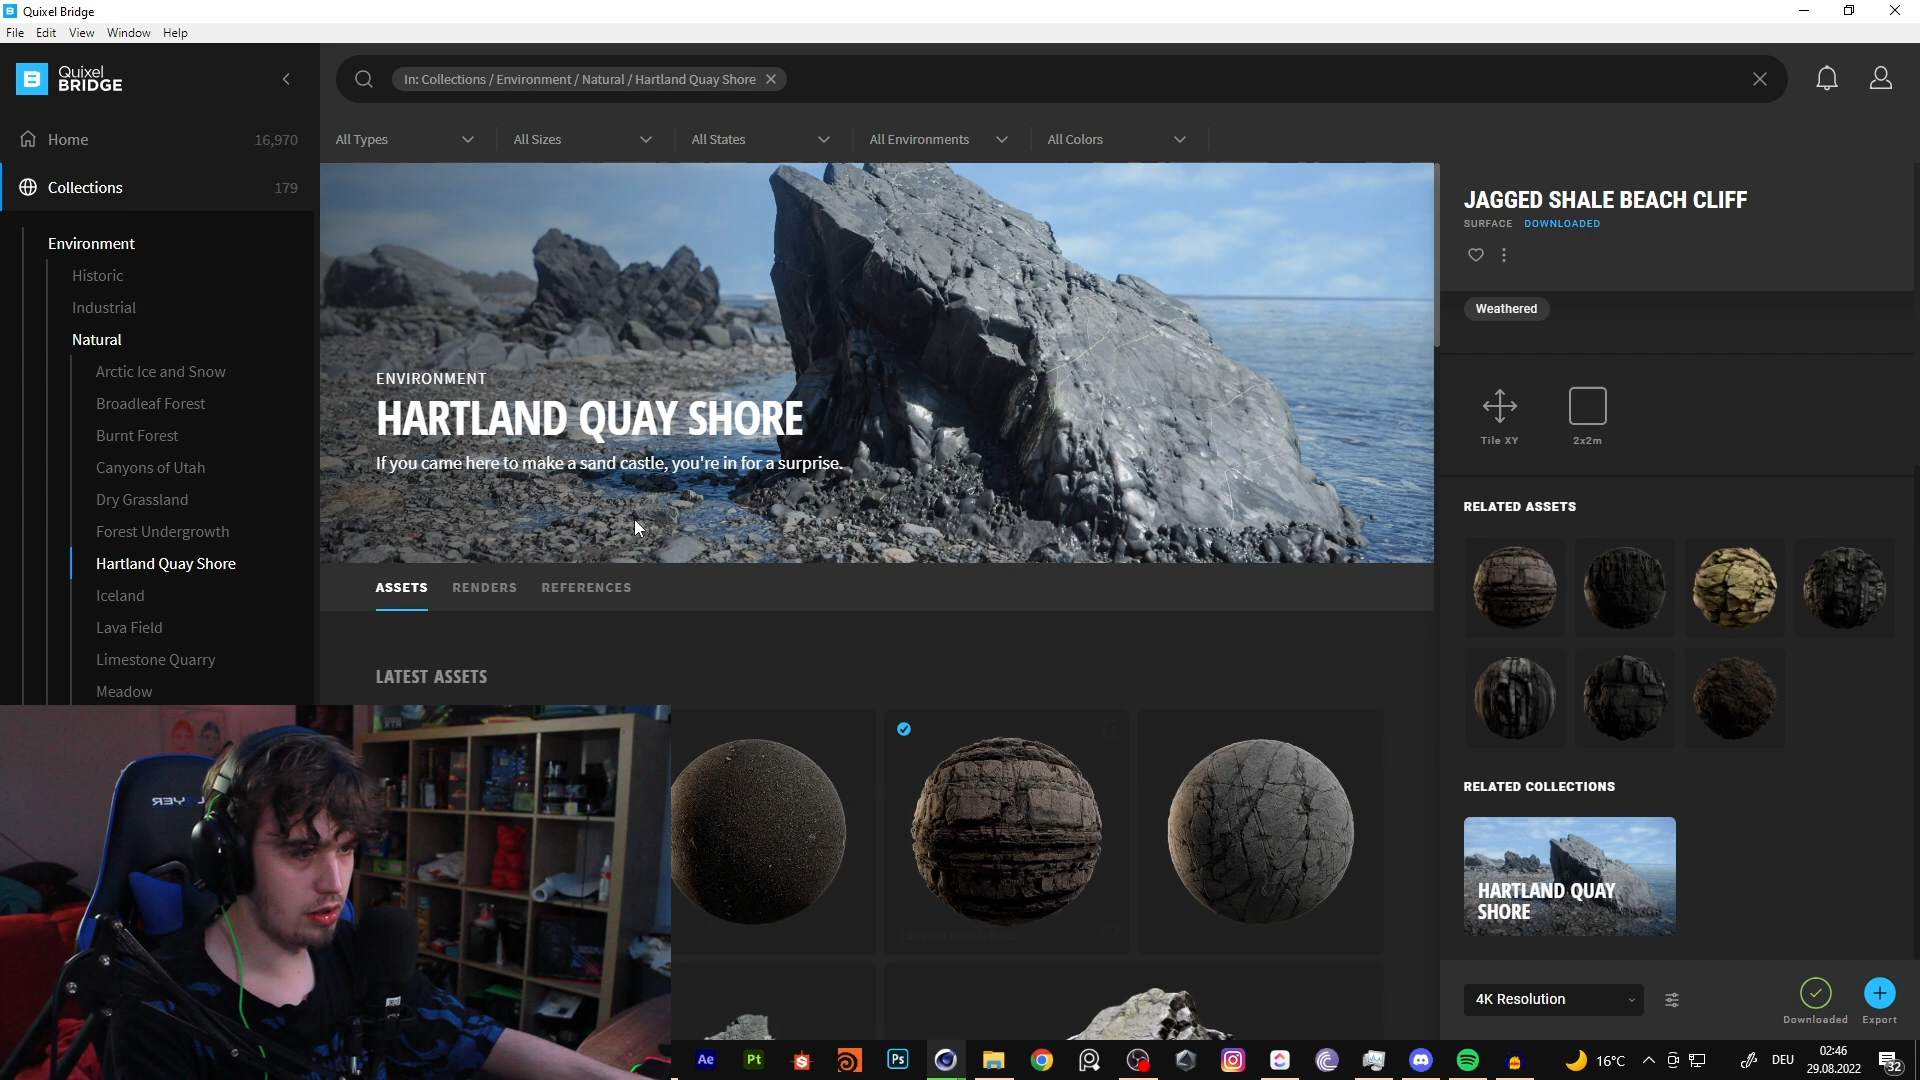 Quixel Bridge
File Edit View Window Help
Quixel
BRIDGE
In: Collections / Environment / Natural / Hartland Quay Shore
Home 16,970
All Types All Sizes All States All Environments All Colors
Collections 179
Environment
Historic
Industrial
Natural
Arctic Ice and Snow
Broadleaf Forest
Burnt Forest
Canyons of Utah
Dry Grassland
Forest Undergrowth
Hartland Quay Shore
Iceland
Lava Field
Limestone Quarry
Meadow
ENVIRONMENT
HARTLAND QUAY SHORE
If you came here to make a sand castle, you're in for a surprise.
ASSETS RENDERS REFERENCES
LATEST ASSETS
JAGGED SHALE BEACH CLIFF
SURFACE DOWNLOADED
Weathered
Tile XY 2x2m
RELATED ASSETS
RELATED COLLECTIONS
HARTLAND QUAY
SHORE
4K Resolution
Downloaded Export
Ae Pt Ps
16°C DEU
02:46
29.08.2022
32